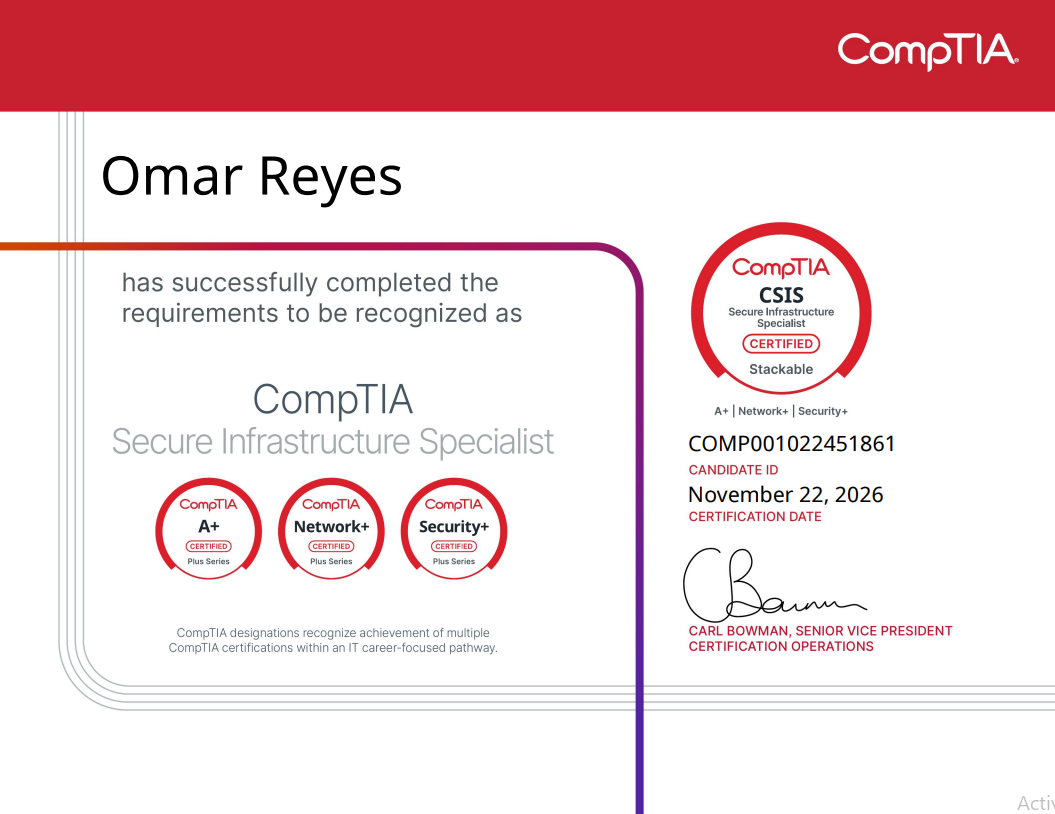 CompTIA®
Omar Reyes
has successfully completed the
requirements to be recognized as
CompTIA
Secure Infrastructure Specialist
CompTIA
A+
CERTIFIED
Plus Series
CompTIA
Network+
CERTIFIED
Plus Series
CompTIA
Security+
CERTIFIED
Plus Series
CompTIA designations recognize achievement of multiple
CompTIA certifications within an IT career-focused pathway.
CompTIA
CSIS
Secure Infrastructure
Specialist
CERTIFIED
Stackable
A+ | Network+ | Security+
COMP001022451861
CANDIDATE ID
November 22, 2026
CERTIFICATION DATE
CARL BOWMAN, SENIOR VICE PRESIDENT
CERTIFICATION OPERATIONS